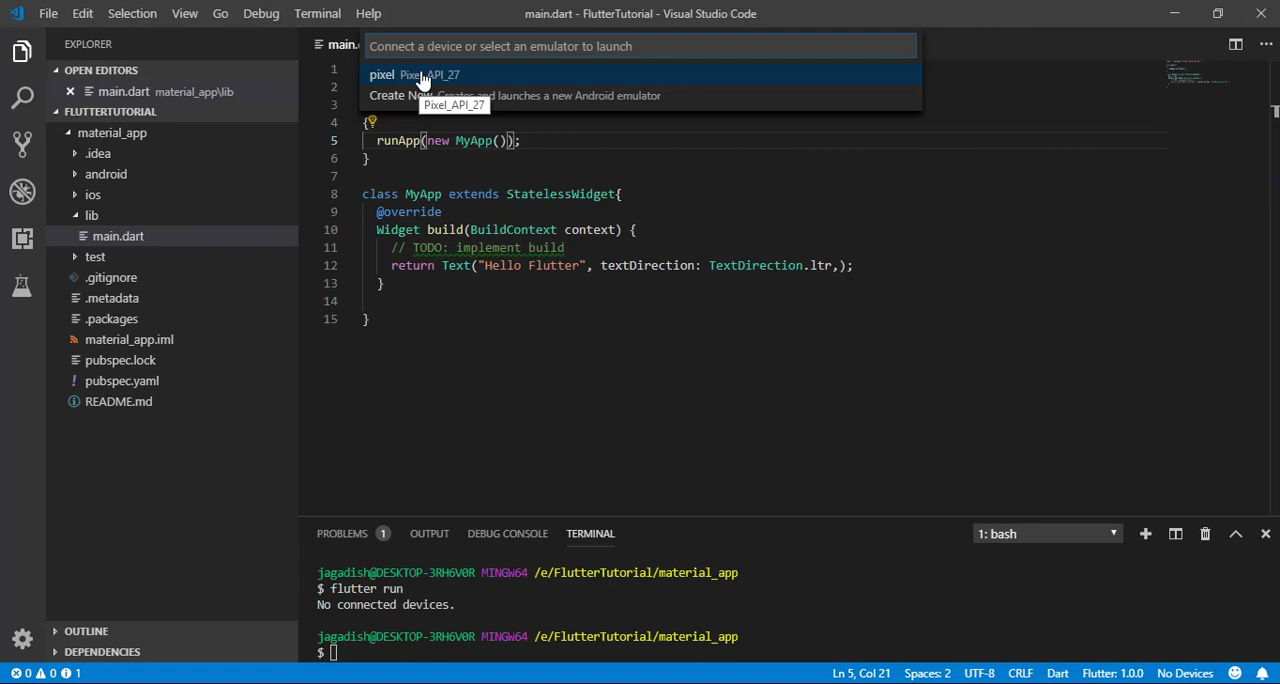 File Edit Selection View Go Debug Terminal Help main.dart - FlutterTutorial - Visual Studio Code
EXPLORER
OPEN EDITORS
main.dart material_app\lib
FLUTTERTUTORIAL
material_app
.idea
android
ios
lib
main.dart
test
.gitignore
.metadata
.packages
material_app.iml
pubspec.lock
pubspec.yaml
README.md
OUTLINE
DEPENDENCIES
main.
Connect a device or select an emulator to launch
pixel Pixel_API_27
Create New Creates and launches a new Android emulator
Pixel_API_27
1
2
3
4 {
5 runApp(new MyApp());
6 }
7
8 class MyApp extends StatelessWidget{
9 @override
10 Widget build(BuildContext context) {
11 // TODO: implement build
12 return Text("Hello Flutter", textDirection: TextDirection.ltr,);
13 }
14
15 }
PROBLEMS 1 OUTPUT DEBUG CONSOLE TERMINAL 1: bash
jagadish@DESKTOP-3RH6V0R MINGW64 /e/FlutterTutorial/material_app
$ flutter run
No connected devices.
jagadish@DESKTOP-3RH6V0R MINGW64 /e/FlutterTutorial/material_app
$
0 0 1 Ln 5, Col 21 Spaces: 2 UTF-8 CRLF Dart Flutter: 1.0.0 No Devices